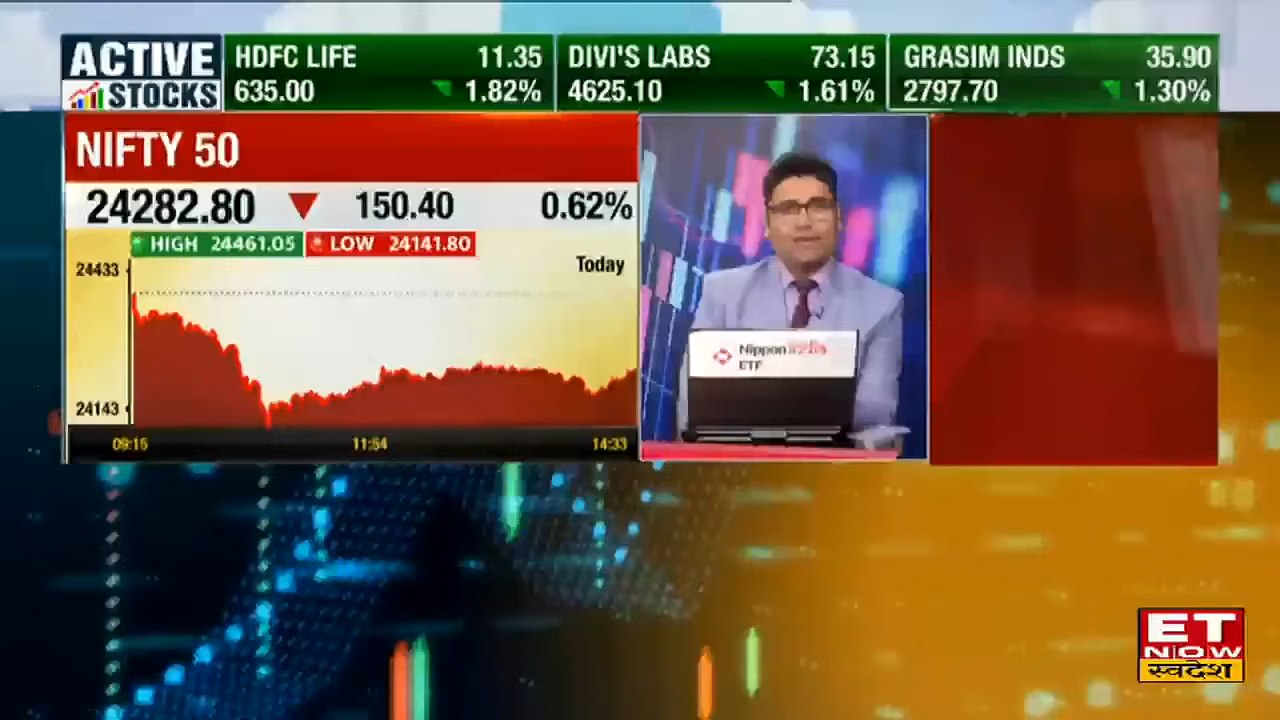 ACTIVE
STOCKS
HDFC LIFE 11.35
635.00 1.82%
DIVI'S LABS 73.15
4625.10 1.61%
GRASIM INDS 35.90
2797.70 1.30%
NIFTY 50
24282.80 150.40 0.62%
HIGH 24461.05 LOW 24141.80
Today
24433
24143
09:15 11:54 14:33
Nippon India
ETF
ET
NOW
स्वदेश